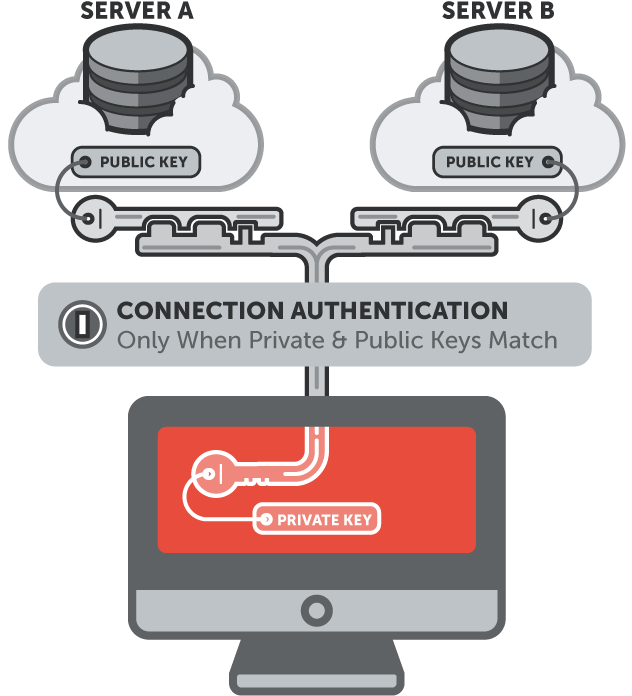 SERVER A
SERVER B
PUBLIC KEY
PUBLIC KEY
CONNECTION AUTHENTICATION
Only When Private & Public Keys Match
PRIVATE KEY